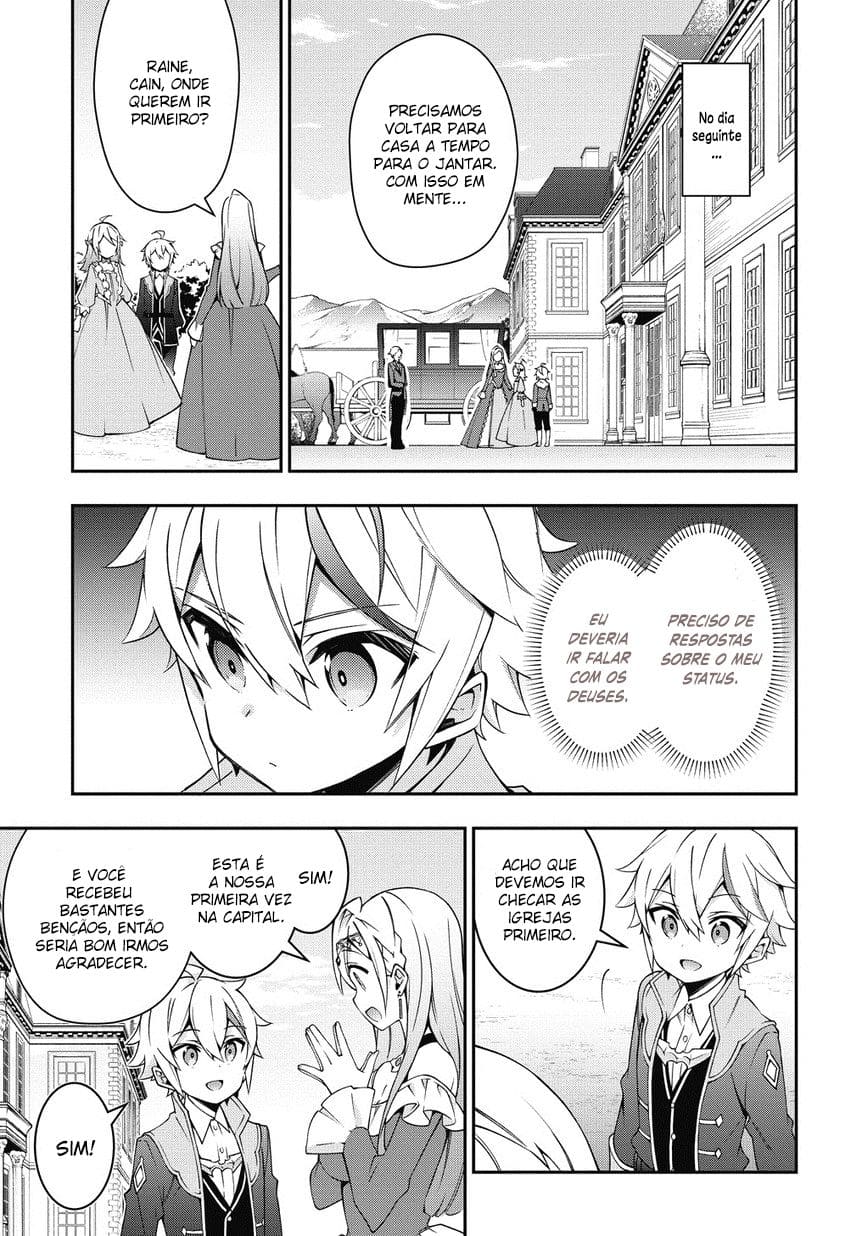 No dia
seguinte
...
PRECISAMOS
VOLTAR PARA
CASA A TEMPO
PARA O JANTAR.
COM ISSO EM
MENTE...
RAINE,
CAIN, ONDE
QUEREM IR
PRIMEIRO?
PRECISO DE
RESPOSTAS
SOBRE O MEU
STATUS.
EU
DEVERIA
IR FALAR
COM OS
DEUSES.
ACHO QUE
DEVEMOS IR
CHECAR AS
IGREJAS
PRIMEIRO.
SIM!
ESTA É
A NOSSA
PRIMEIRA VEZ
NA CAPITAL.
E VOCÊ
RECEBEU
BASTANTES
BENÇÃOS, ENTÃO
SERIA BOM IRMOS
AGRADECER.
SIM!